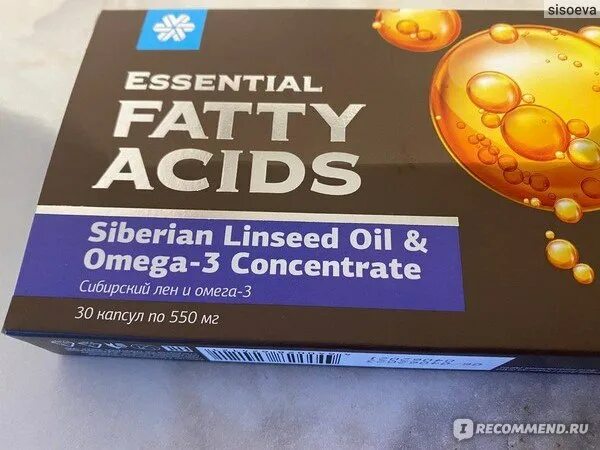 sisoeva
ESSENTIAL
FATTY
ACIDS
Siberian Linseed Oil &
Omega-3 Concentrate
Сибирский лен и омега-3
30 капсул по 550 мг
I RECOMMEND.RU